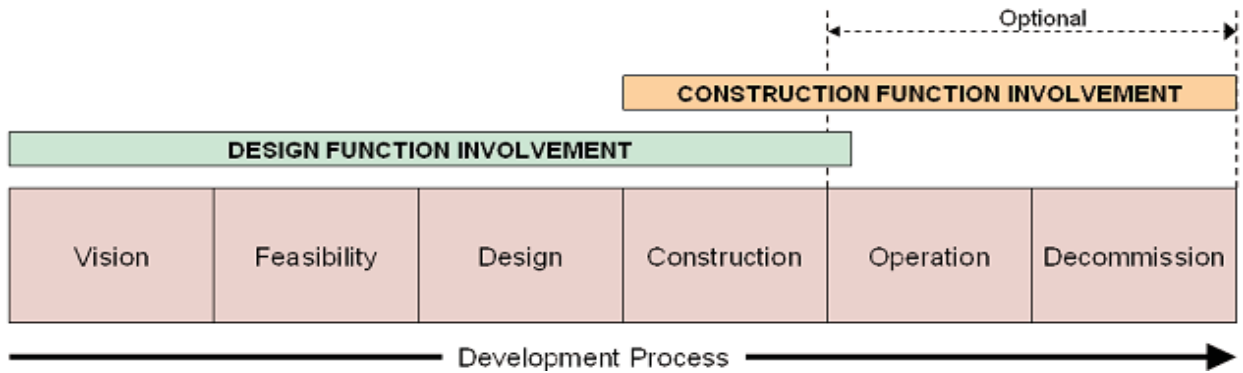 Optional
CONSTRUCTION FUNCTION INVOLVEMENT
DESIGN FUNCTION INVOLVEMENT
Vision
Feasibility
Design
Construction
Operation
Decommission
Development Process